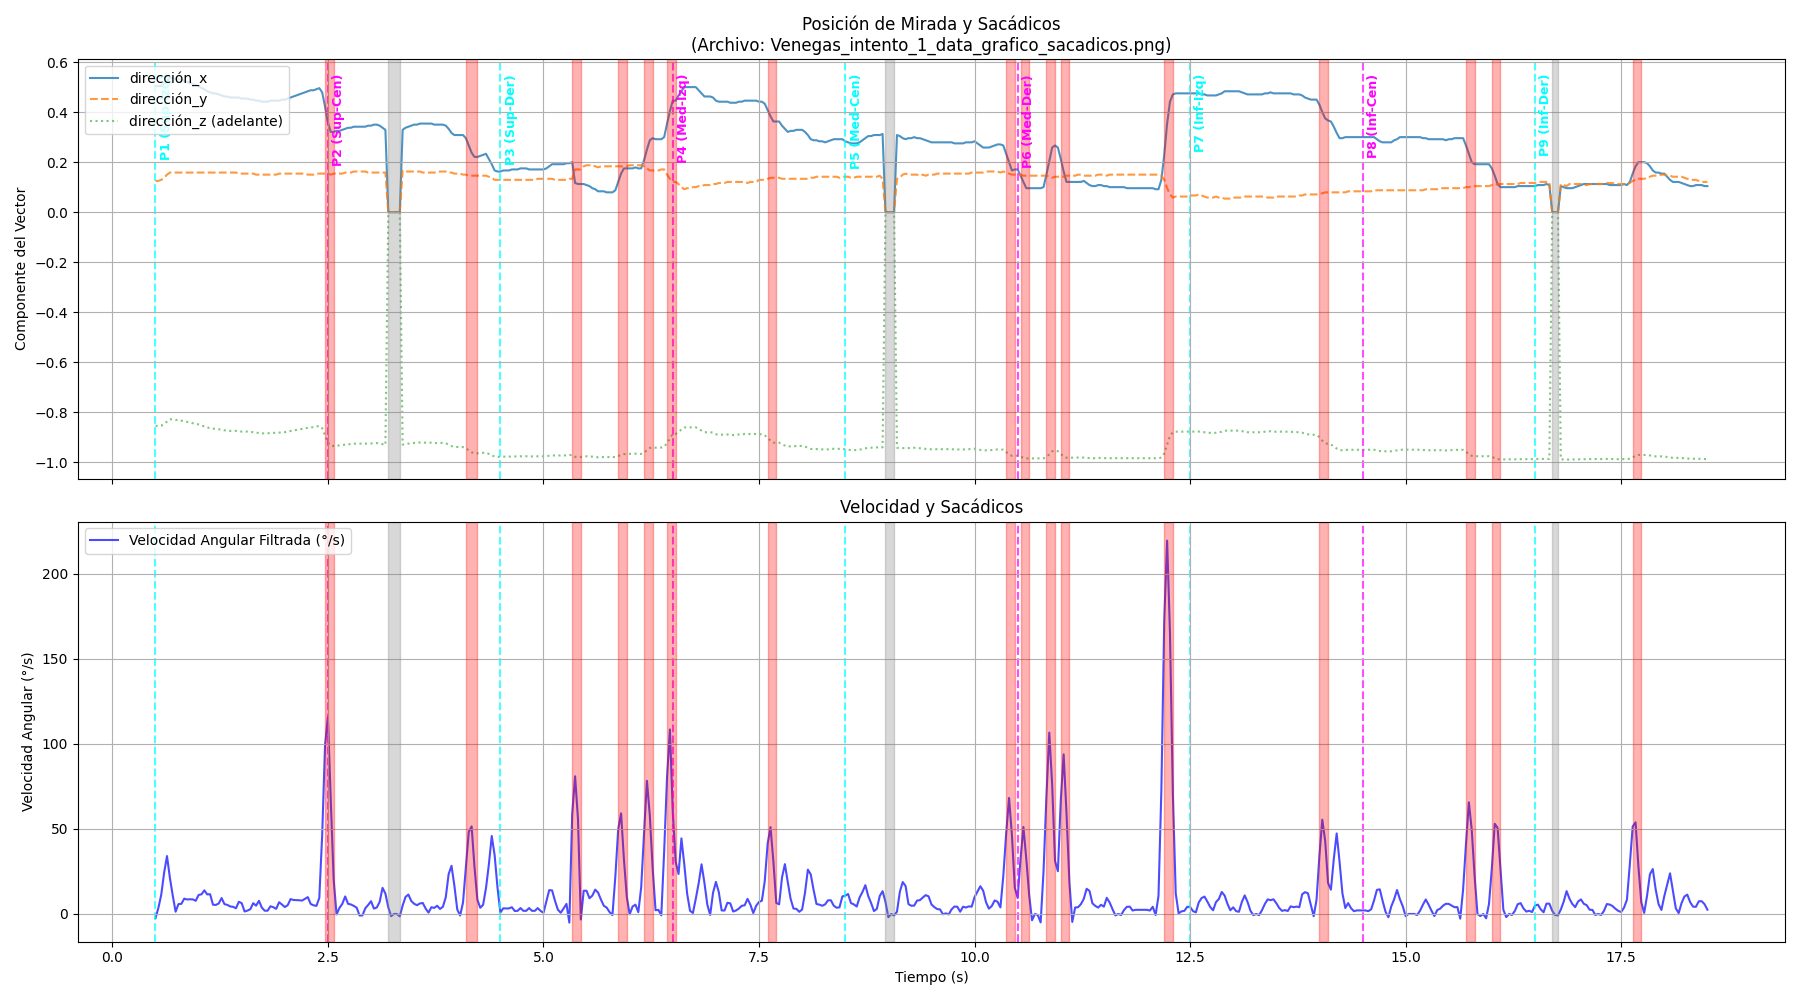 Posición de Mirada y Sacádicos
(Archivo: Venegas_intento_1_data_grafico_sacadicos.png)
Componente del Vector
0.6
0.4
0.2
0.0
−0.2
−0.4
−0.6
−0.8
−1.0
dirección_x
dirección_y
dirección_z (adelante)
P1
P2 (Sup-Cen)
P3 (Sup-Der)
P4 (Med-Izq)
P5 (Med-Cen)
P6 (Med-Der)
P7 (Inf-Izq)
P8 (Inf-Cen)
P9 (Inf-Der)
Velocidad y Sacádicos
Velocidad Angular (°/s)
200
150
100
50
0
Velocidad Angular Filtrada (°/s)
0.0 2.5 5.0 7.5 10.0 12.5 15.0 17.5
Tiempo (s)